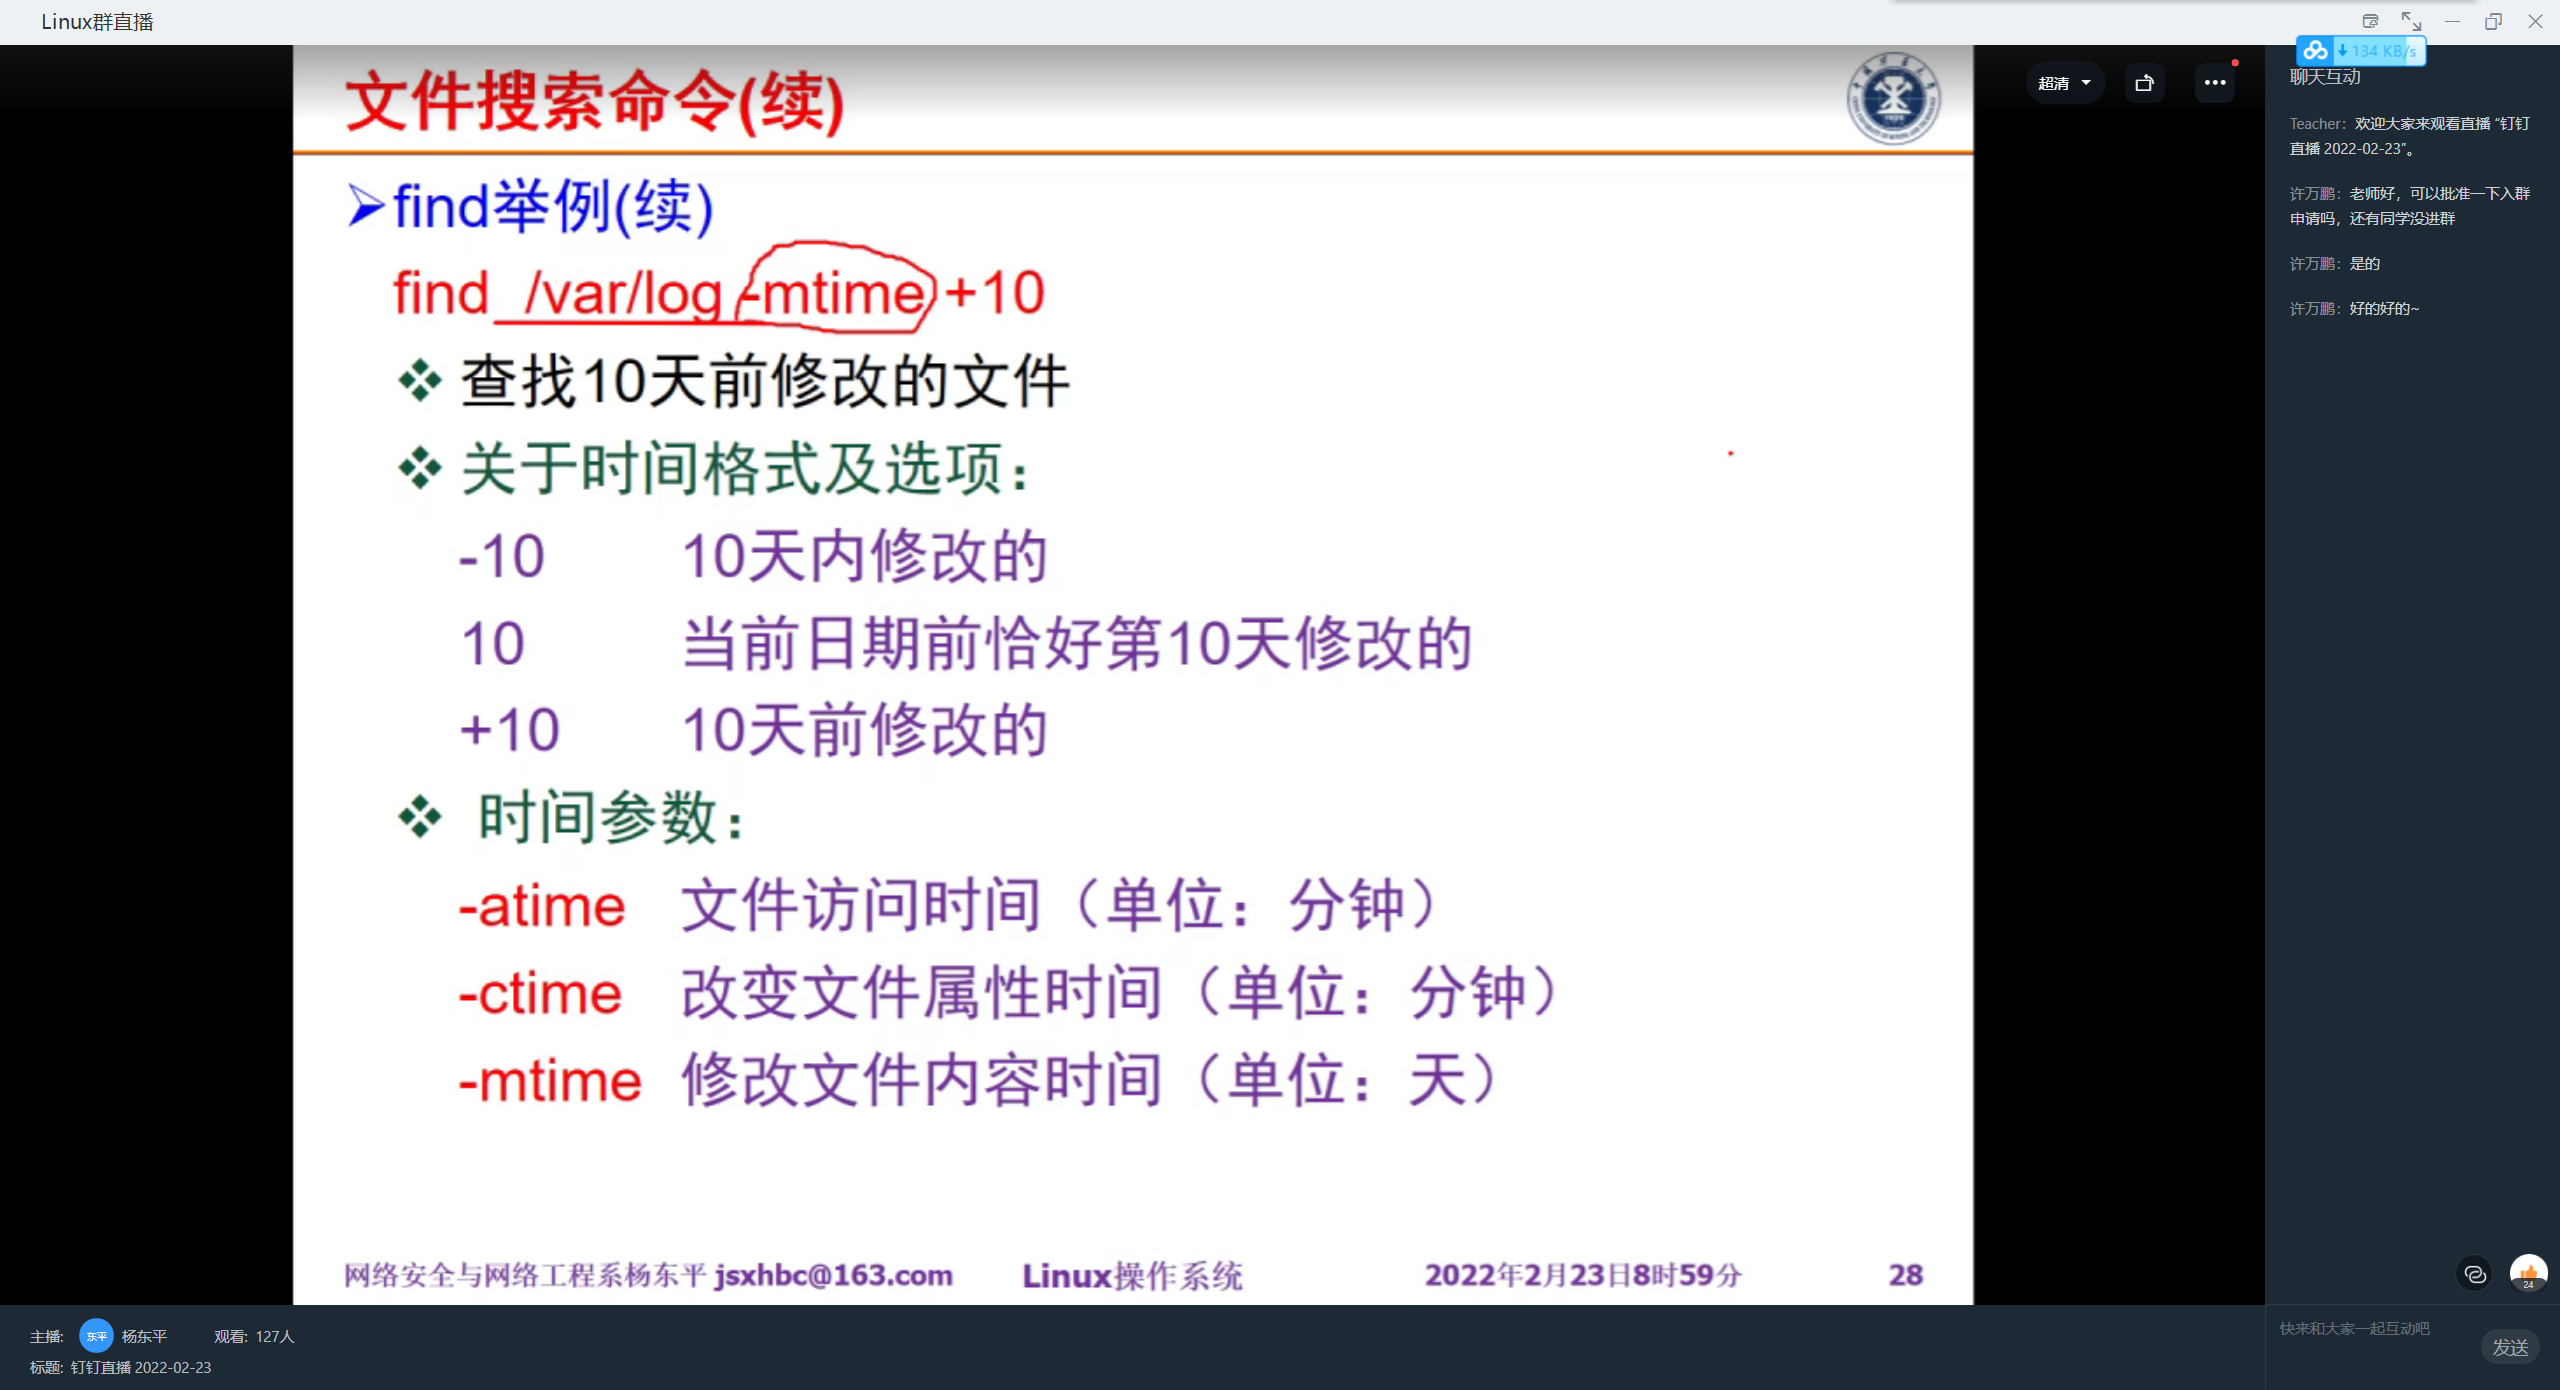 Linux群直播
134 KB/s
文件搜索命令(续)
超清
聊天互动
Teacher: 欢迎大家来观看直播 “钉钉
直播 2022-02-23”。
许万鹏: 老师好，可以批准一下入群
申请吗，还有同学没进群
许万鹏: 是的
许万鹏: 好的好的~
find举例(续)
find /var/log -mtime +10
查找10天前修改的文件
关于时间格式及选项：
-10 10天内修改的
10 当前日期前恰好第10天修改的
+10 10天前修改的
时间参数：
-atime 文件访问时间（单位：分钟）
-ctime 改变文件属性时间（单位：分钟）
-mtime 修改文件内容时间（单位：天）
网络安全与网络工程系杨东平 jsxhbc@163.com Linux操作系统 2022年2月23日8时59分 28
24
主播: 东平 杨东平 观看: 127人
标题: 钉钉直播 2022-02-23
快来和大家一起互动吧
发送